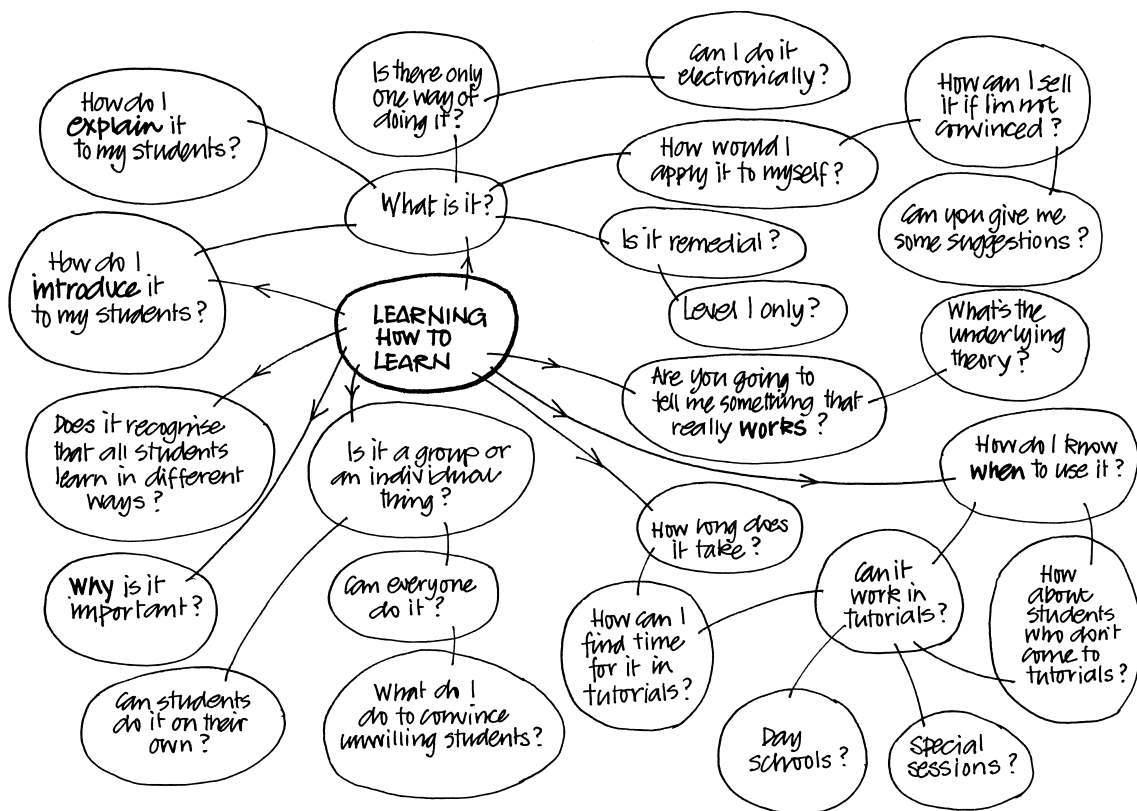 How do I
explain it
to my students?
Is there only
one way of
doing it?
Can I do it
electronically?
How can I sell
it if I'm not
convinced?
How would I
apply it to myself?
What is it?
Can you give me
some suggestions?
Is it remedial?
How do I
introduce it
to my students?
LEARNING
HOW TO
LEARN
Level 1 only?
What's the
underlying
theory?
Are you going to
tell me something that
really works?
Does it recognise
that all students
learn in different
ways?
Is it a group or
an individual
thing?
How do I know
when to use it?
How long does
it take?
Why is it
important?
Can everyone
do it?
How can I
find time
for it in
tutorials?
Can it
work in
tutorials?
How
about
students
who don't
come to
tutorials?
Can students
do it on their
own?
What do I
do to convince
unwilling students?
Day
schools?
Special
sessions?